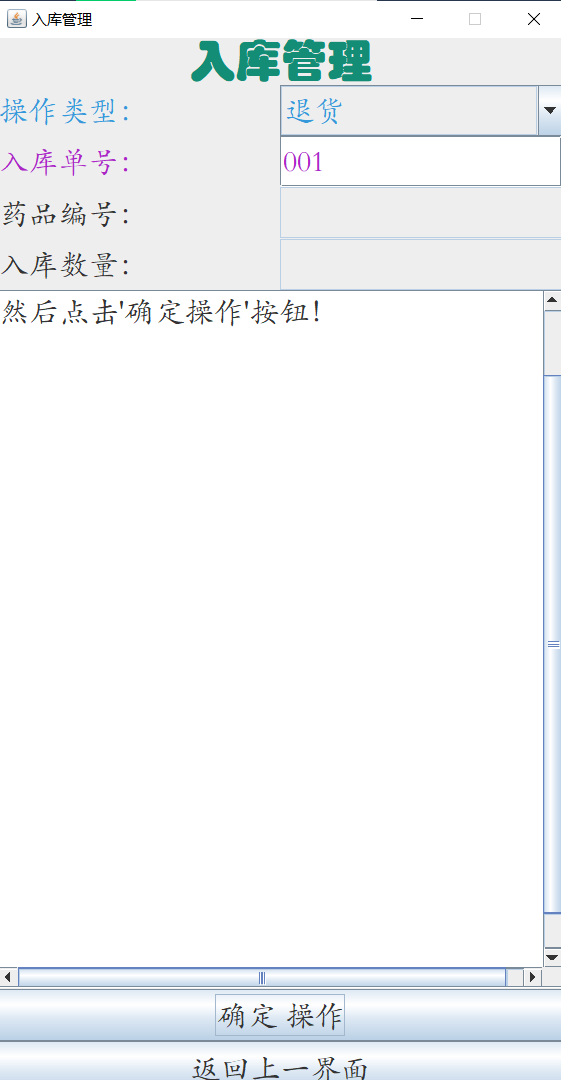 入库管理
入库管理
操作类型：
退货
入库单号：
001
药品编号：
入库数量：
然后点击'确定操作'按钮！
确定 操作
返回上一界面